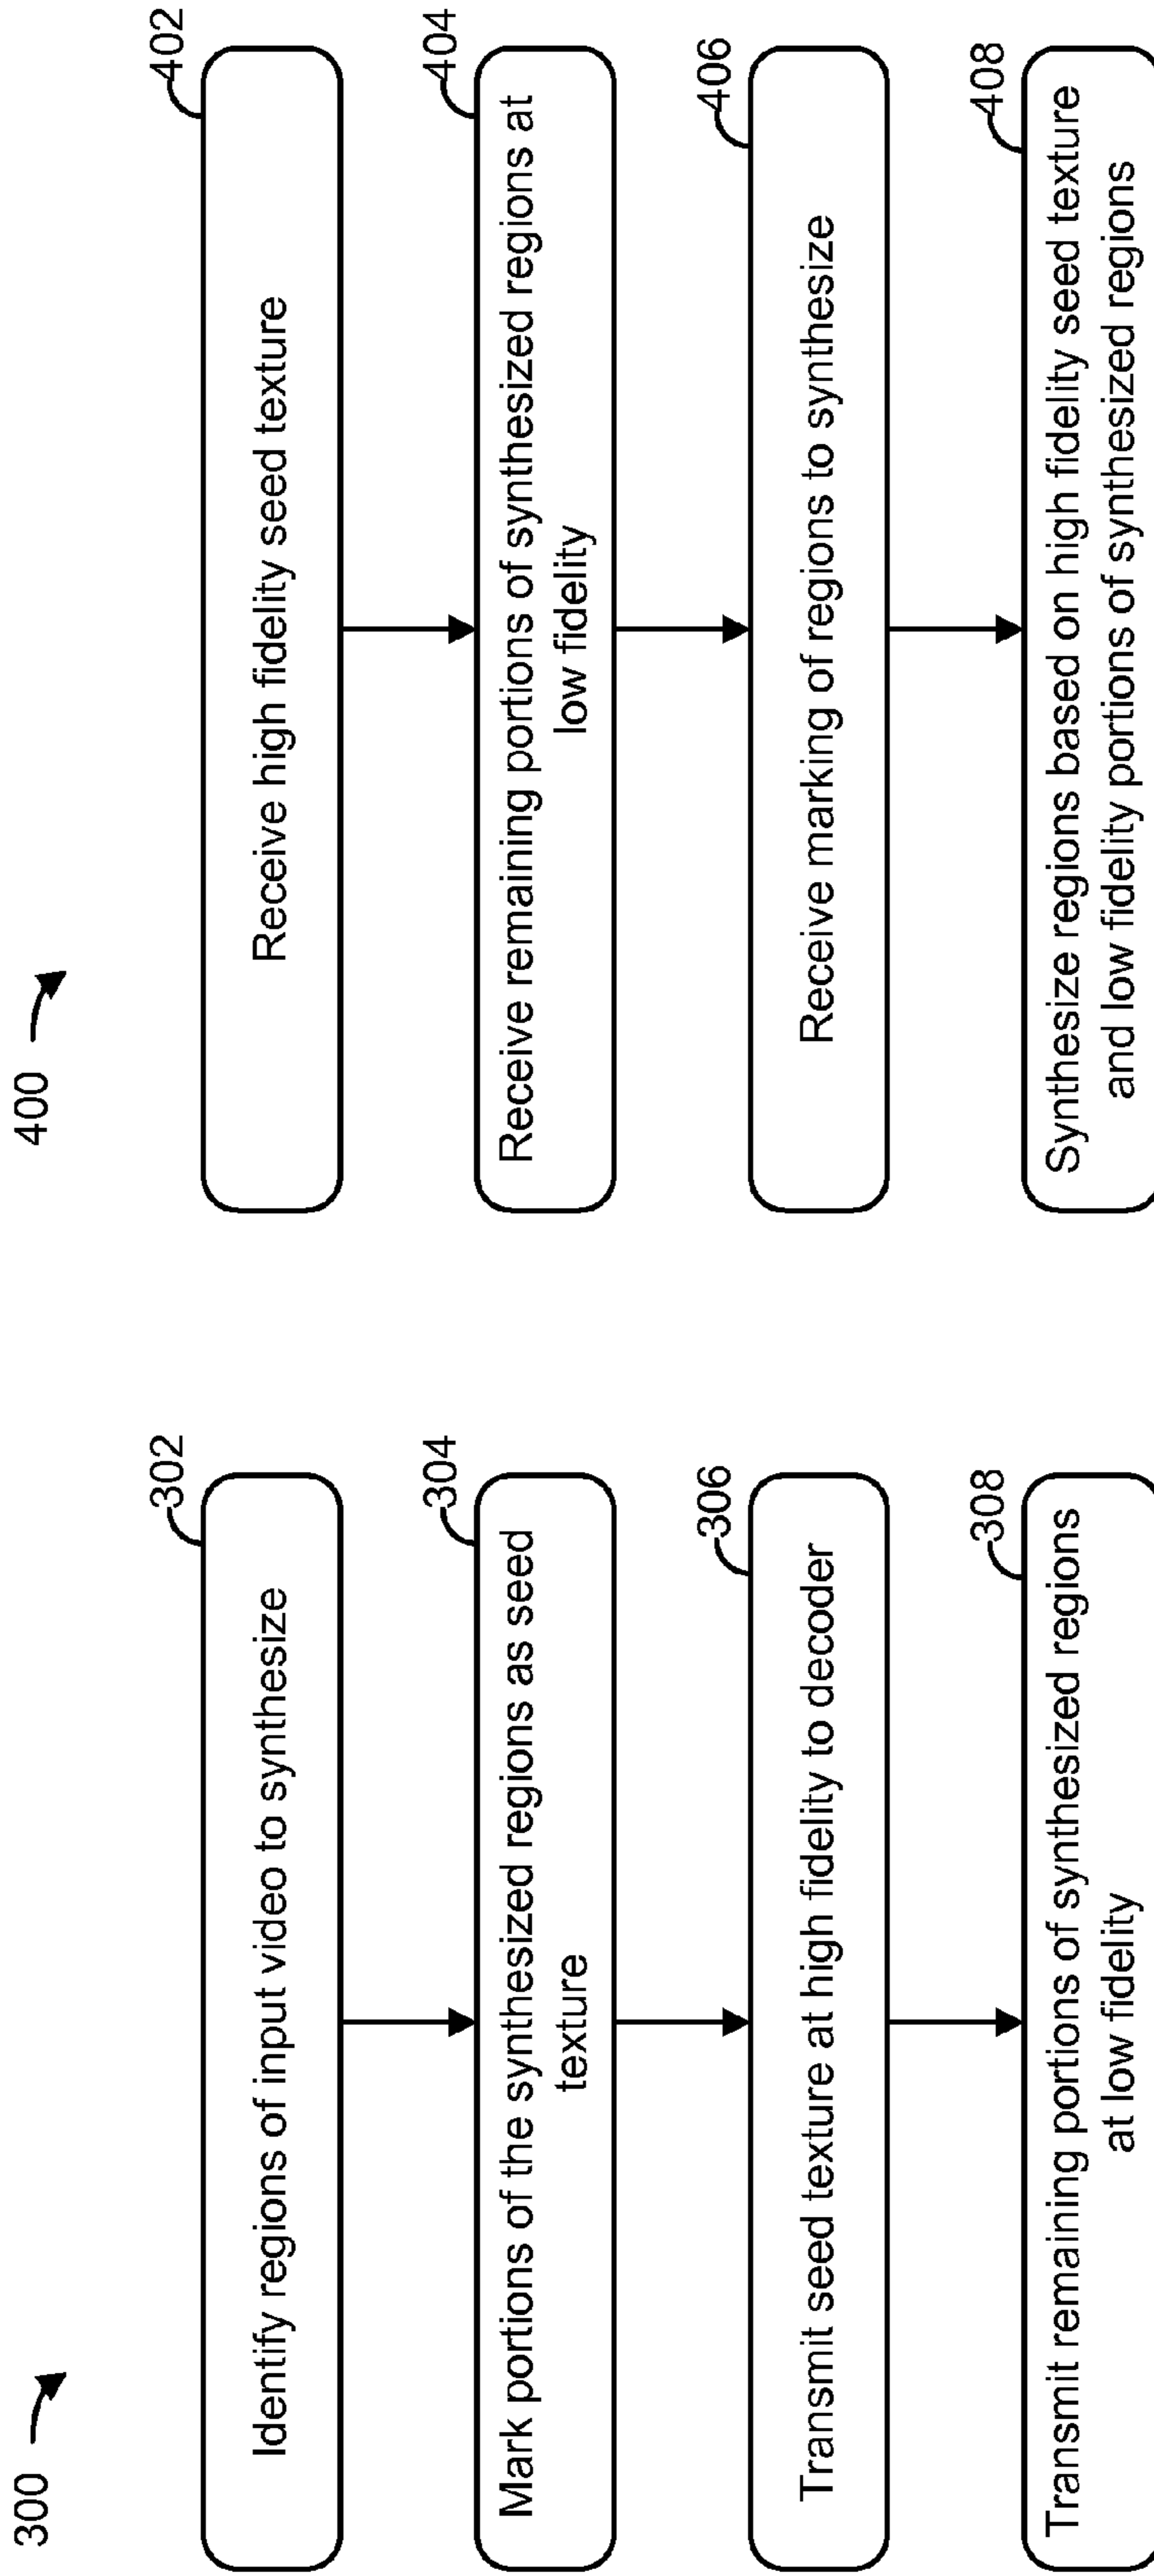 300
302
Identify regions of input video to synthesize
304
Mark portions of the synthesized regions as seed
texture
306
Transmit seed texture at high fidelity to decoder
308
Transmit remaining portions of synthesized regions
at low fidelity
400
402
Receive high fidelity seed texture
404
Receive remaining portions of synthesized regions at
low fidelity
406
Receive marking of regions to synthesize
408
Synthesize regions based on high fidelity seed texture
and low fidelity portions of synthesized regions